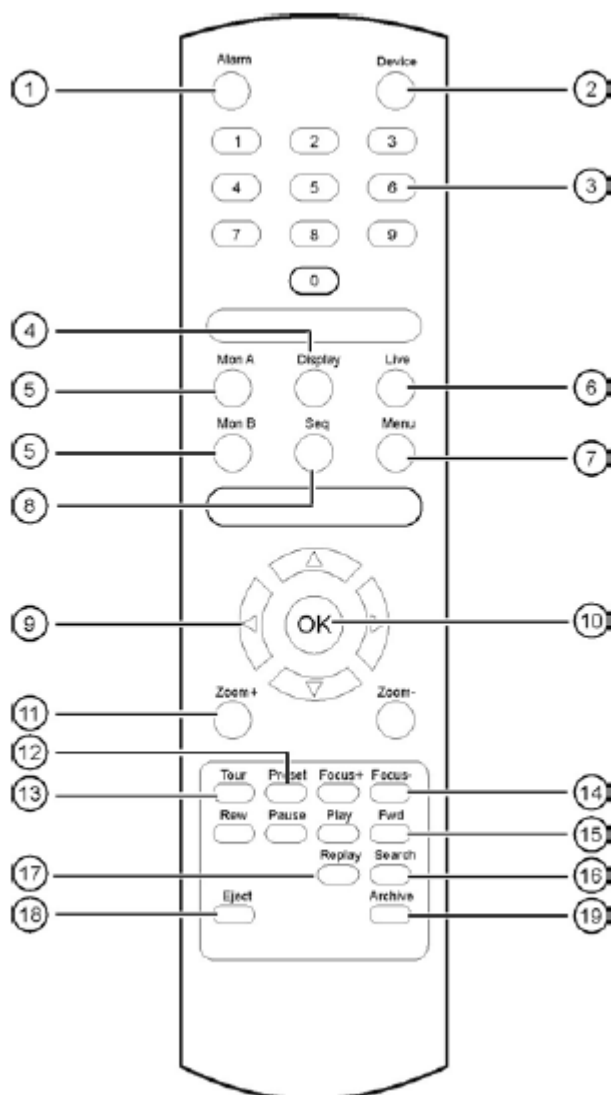 Alarm Device
1 2
1 2 3
4 5 6 3
7 8 9
0
4
Mon A Display Live
5 6
Mon B Seq Menu
5 7
8
9 OK 10
Zoom+ Zoom-
11
12
Tour Preset Focus+ Focus-
13 14
Rew Pause Play Fwd
15
Replay Search
17 16
Eject Archive
18 19